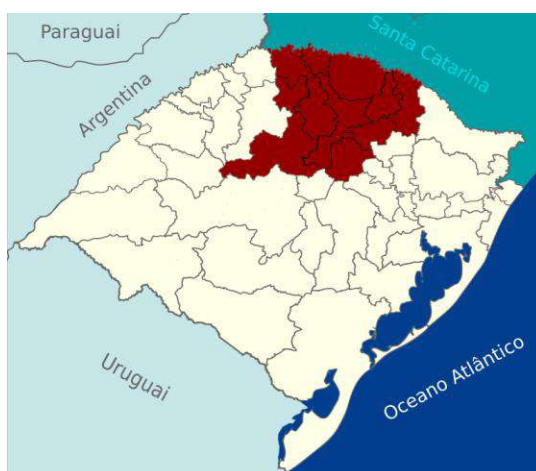 Paraguai
Santa Catarina
Argentina
Uruguai
Oceano Atlântico